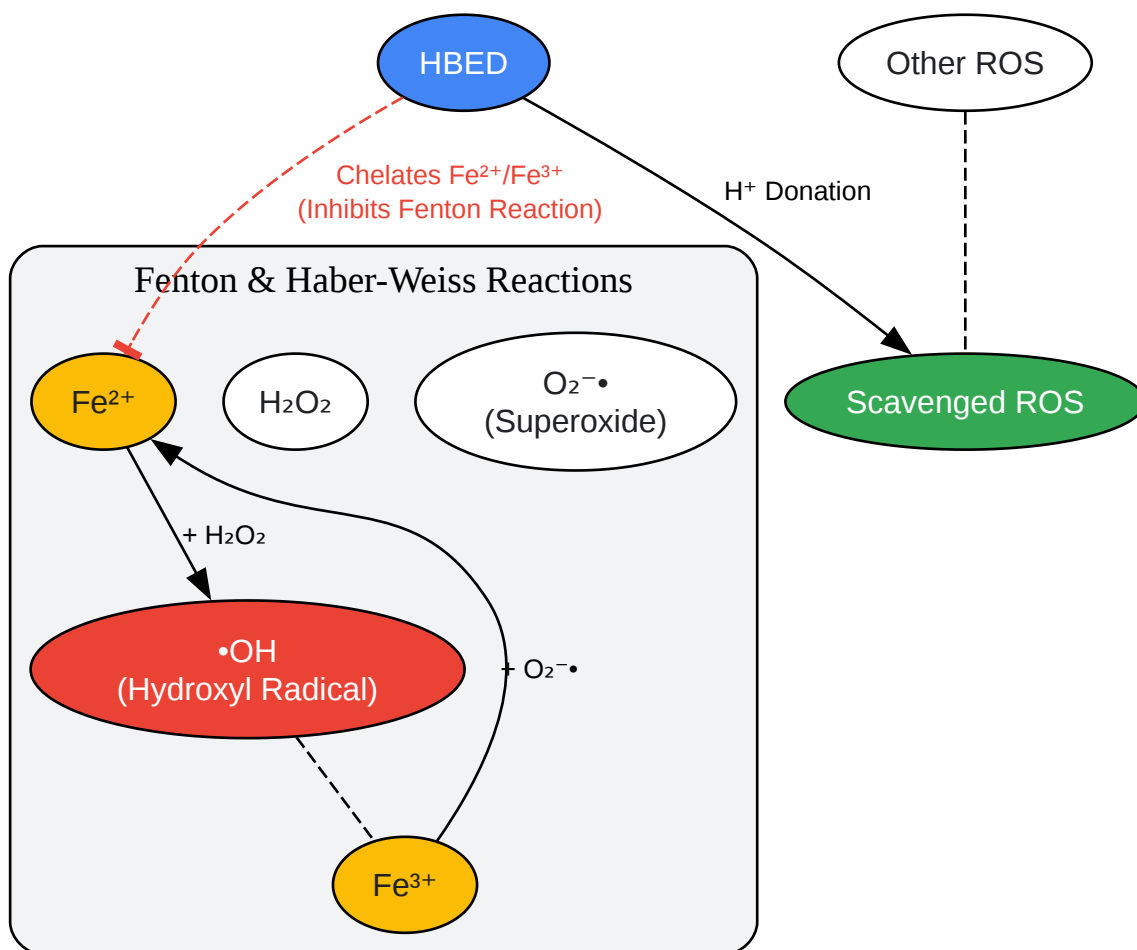 HBED
Other ROS
Chelates Fe²⁺/Fe³⁺
(Inhibits Fenton Reaction)
H⁺ Donation
Fenton & Haber-Weiss Reactions
Fe²⁺
H₂O₂
O₂⁻•
(Superoxide)
Scavenged ROS
+ H₂O₂
•OH
(Hydroxyl Radical)
+ O₂⁻•
Fe³⁺